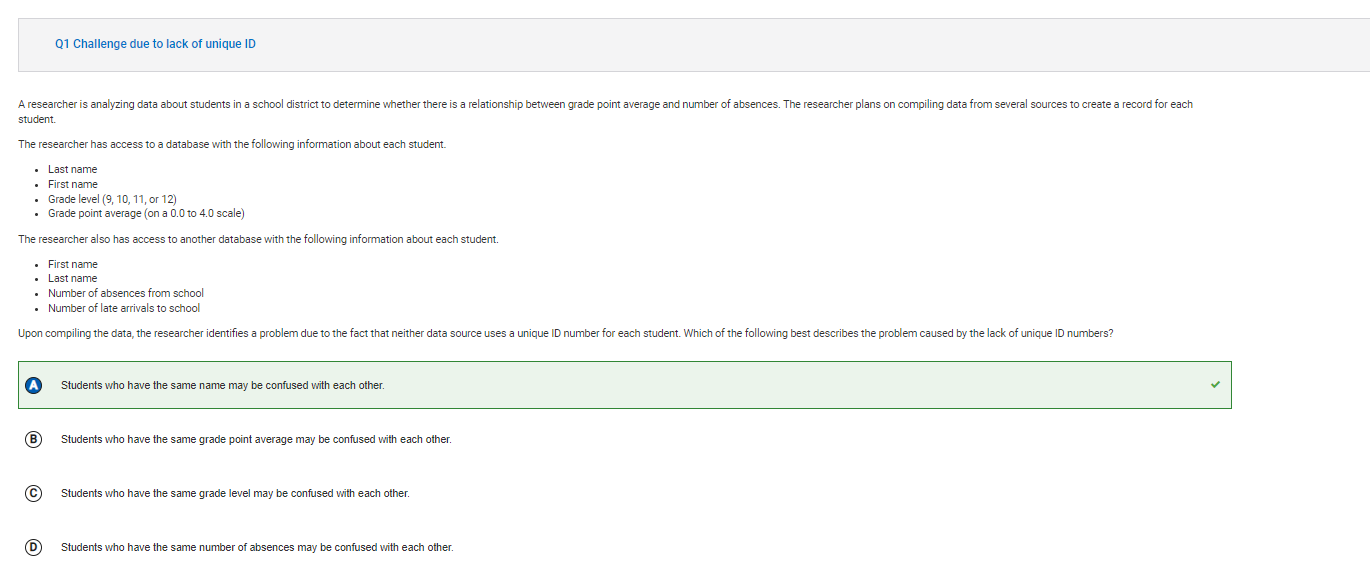 Q1 Challenge due to lack of unique ID
A researcher is analyzing data about students in a school district to determine whether there is a relationship between grade point average and number of absences. The researcher plans on compiling data from several sources to create a record for each
student.
The researcher has access to a database with the following information about each student.
• Last name
• First name
• Grade level (9, 10, 11, or 12)
• Grade point average (on a 0.0 to 4.0 scale)
The researcher also has access to another database with the following information about each student.
• First name
• Last name
• Number of absences from school
• Number of late arrivals to school
Upon compiling the data, the researcher identifies a problem due to the fact that neither data source uses a unique ID number for each student. Which of the following best describes the problem caused by the lack of unique ID numbers?
A Students who have the same name may be confused with each other.
B Students who have the same grade point average may be confused with each other.
C Students who have the same grade level may be confused with each other.
D Students who have the same number of absences may be confused with each other.